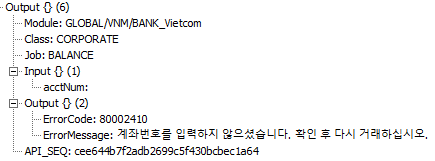 Output {} (6)
Module: GLOBAL/VNM/BANK_Vietcom
Class: CORPORATE
Job: BALANCE
Input {} (1)
acctNum:
Output {} (2)
ErrorCode: 80002410
ErrorMessage: 계좌번호를 입력하지 않으셨습니다. 확인 후 다시 거래하십시오.
API_SEQ: cee644b7f2adb2699c5f430bcbec1a64